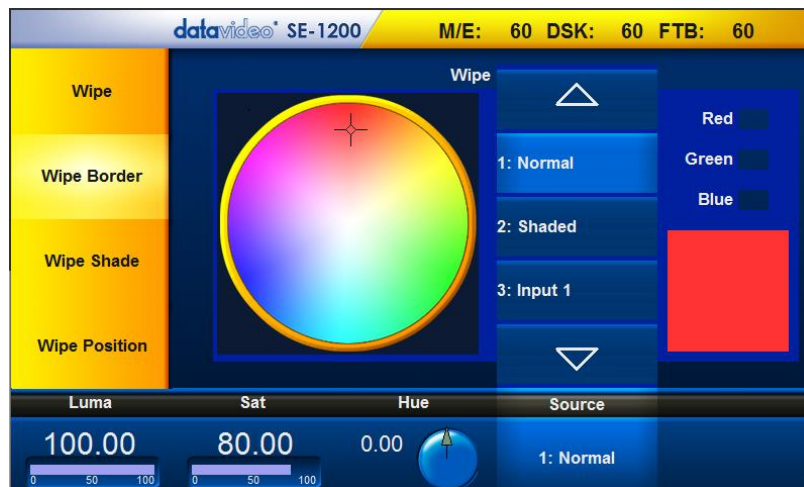 datavideo SE-1200 M/E: 60 DSK: 60 FTB: 60
Wipe
Wipe Border
Wipe Shade
Wipe Position
Wipe
1: Normal
2: Shaded
3: Input 1
Red
Green
Blue
Luma Sat Hue Source
100.00 80.00 0.00 1: Normal
0 50 100 0 50 100